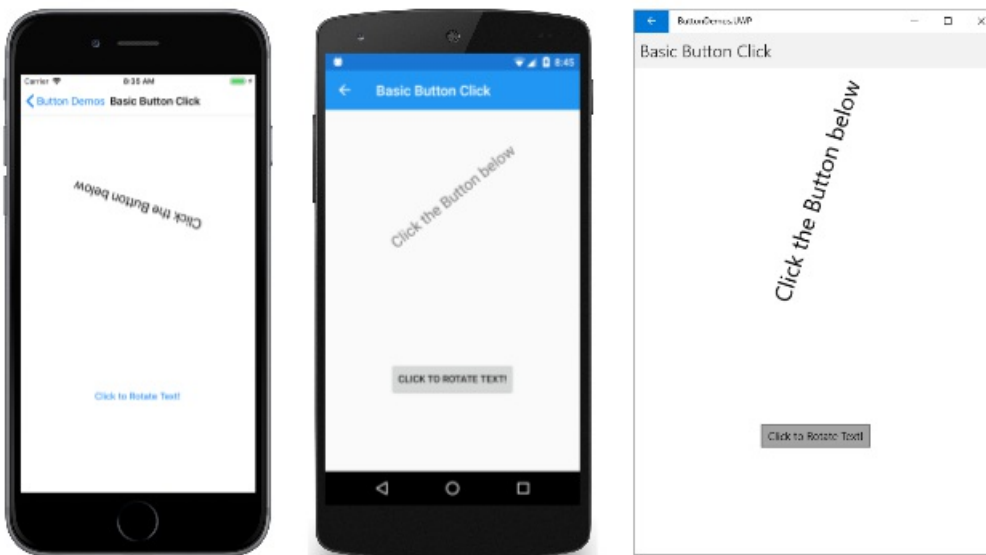 Carrier 8:35 AM
Button Demos Basic Button Click
Click the Button below
Click to Rotate Text!
8:45
Basic Button Click
Click the Button below
CLICK TO ROTATE TEXT!
ButtonDemos.UWP
Basic Button Click
Click the Button below
Click to Rotate Text!